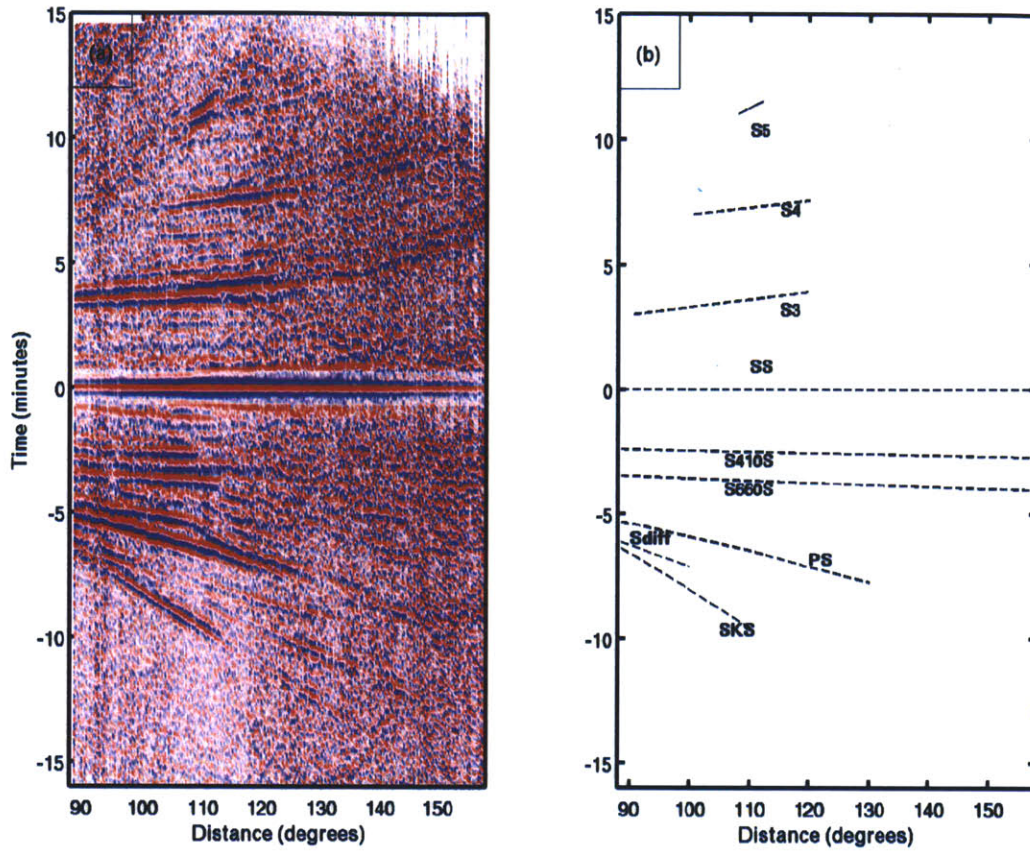 (a)
15
10
5
0
-5
-10
-15
Time (minutes)
90 100 110 120 130 140 150
Distance (degrees)
(b)
15
10
5
0
-5
-10
-15
S5
S4
S3
SS
S410S
S660S
Sdiff
PS
SKS
90 100 110 120 130 140 150
Distance (degrees)